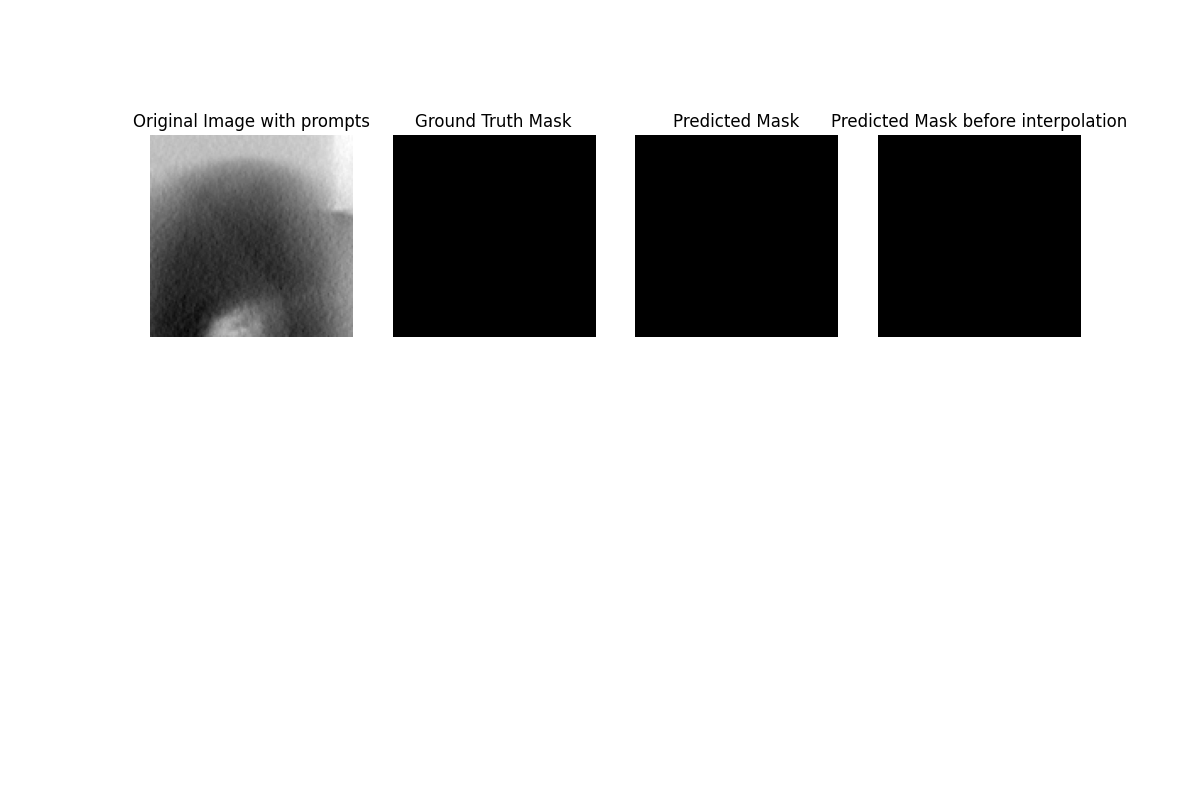 Original Image with prompts
Ground Truth Mask
Predicted Mask
Predicted Mask before interpolation